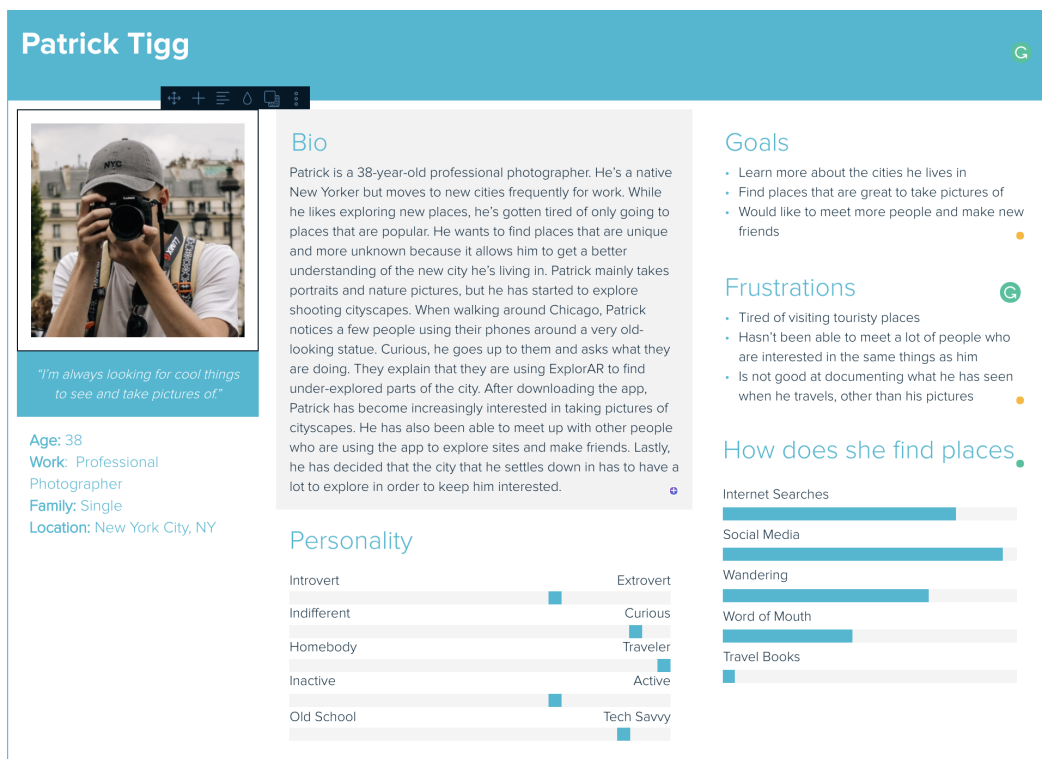 Patrick Tigg
NYC
LUMIX
"I'm always looking for cool things
to see and take pictures of."
Age: 38
Work:  Professional
Photographer
Family: Single
Location: New York City, NY
Bio
Patrick is a 38-year-old professional photographer. He's a native
New Yorker but moves to new cities frequently for work. While
he likes exploring new places, he's gotten tired of only going to
places that are popular. He wants to find places that are unique
and more unknown because it allows him to get a better
understanding of the new city he's living in. Patrick mainly takes
portraits and nature pictures, but he has started to explore
shooting cityscapes. When walking around Chicago, Patrick
notices a few people using their phones around a very old-
looking statue. Curious, he goes up to them and asks what they
are doing. They explain that they are using ExplorAR to find
under-explored parts of the city. After downloading the app,
Patrick has become increasingly interested in taking pictures of
cityscapes. He has also been able to meet up with other people
who are using the app to explore sites and make friends. Lastly,
he has decided that the city that he settles down in has to have a
lot to explore in order to keep him interested.
Personality
Introvert Extrovert
Indifferent Curious
Homebody Traveler
Inactive Active
Old School Tech Savvy
Goals
• Learn more about the cities he lives in
• Find places that are great to take pictures of
• Would like to meet more people and make new
friends
Frustrations
• Tired of visiting touristy places
• Hasn't been able to meet a lot of people who
are interested in the same things as him
• Is not good at documenting what he has seen
when he travels, other than his pictures
How does she find places
Internet Searches
Social Media
Wandering
Word of Mouth
Travel Books